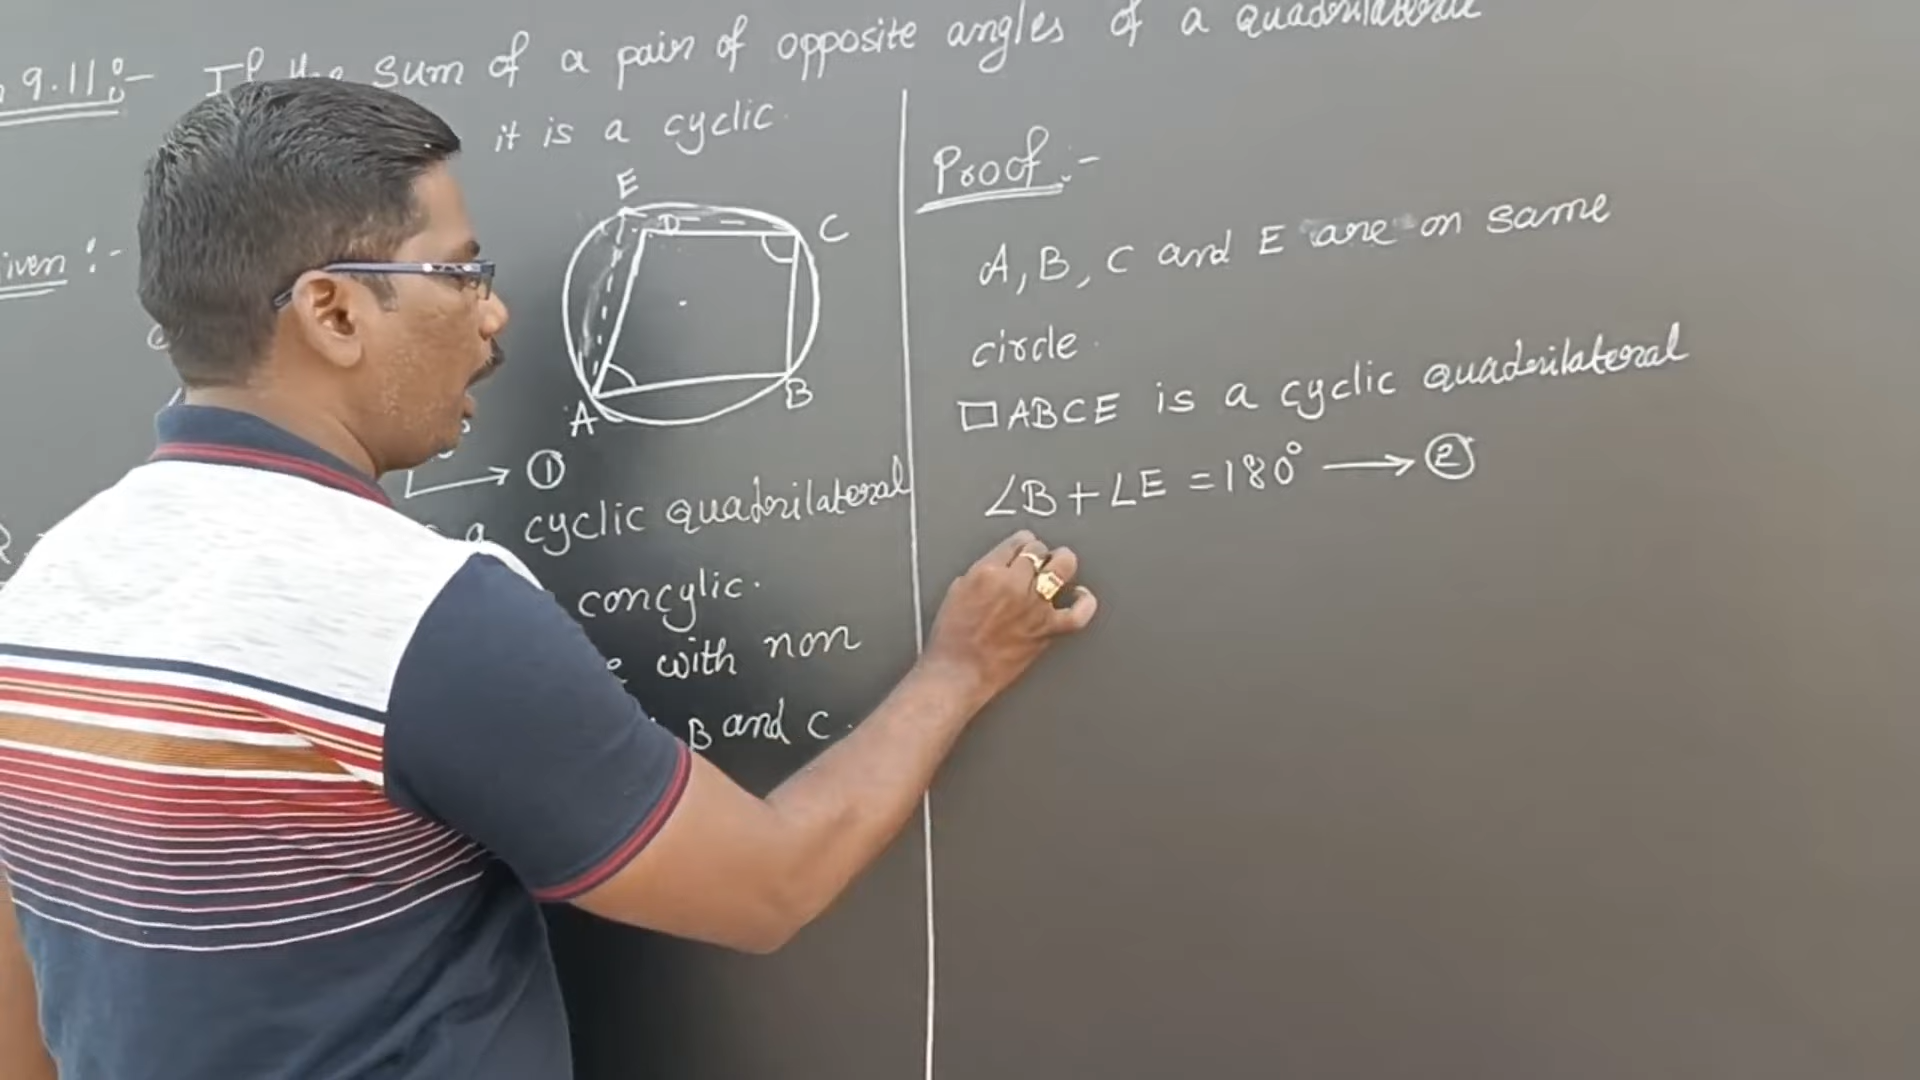 9.11:- If the sum of a pair of opposite angles of a quadrilateral
it is a cyclic.
iven :-
E
D
C
A
B
→ ①
a cyclic quadrilateral
concylic.
with non
B and C.
Proof :-
A, B, C and E are on same
circle.
□ABCE is a cyclic quadrilateral
∠B + ∠E = 180° → ②